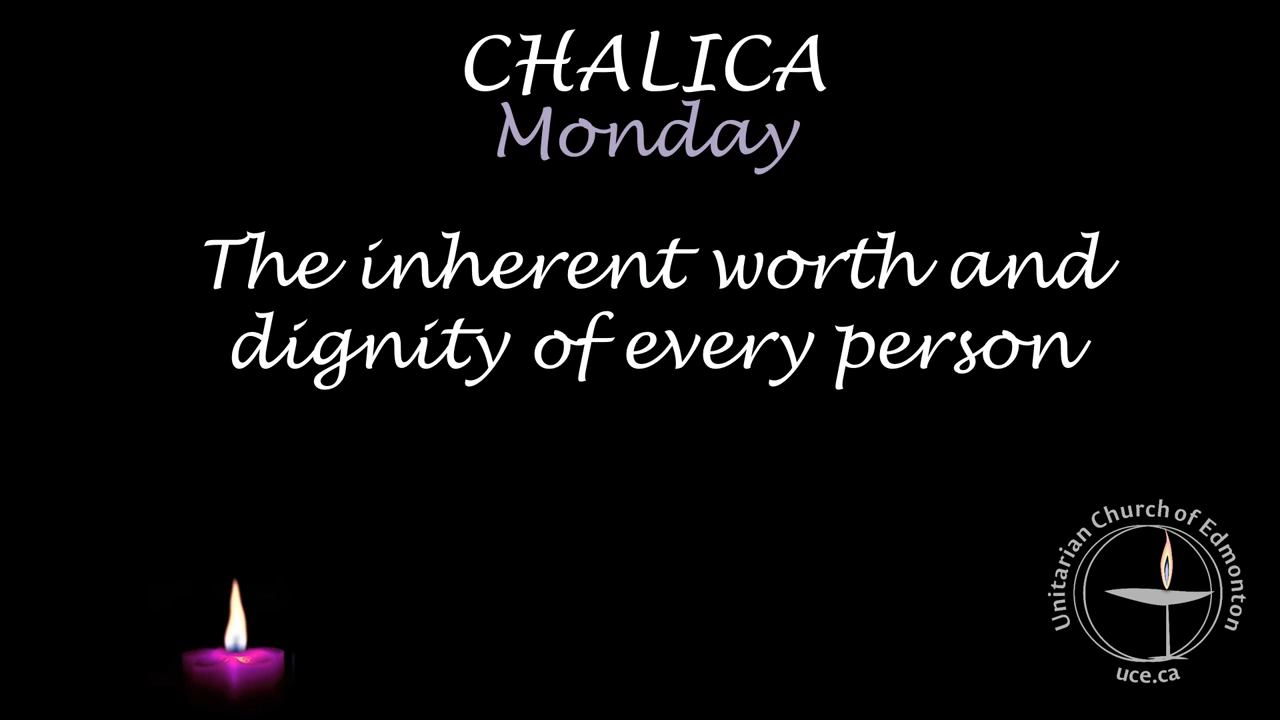 CHALICA
Monday
The inherent worth and
dignity of every person
Unitarian Church of Edmonton
uce.ca